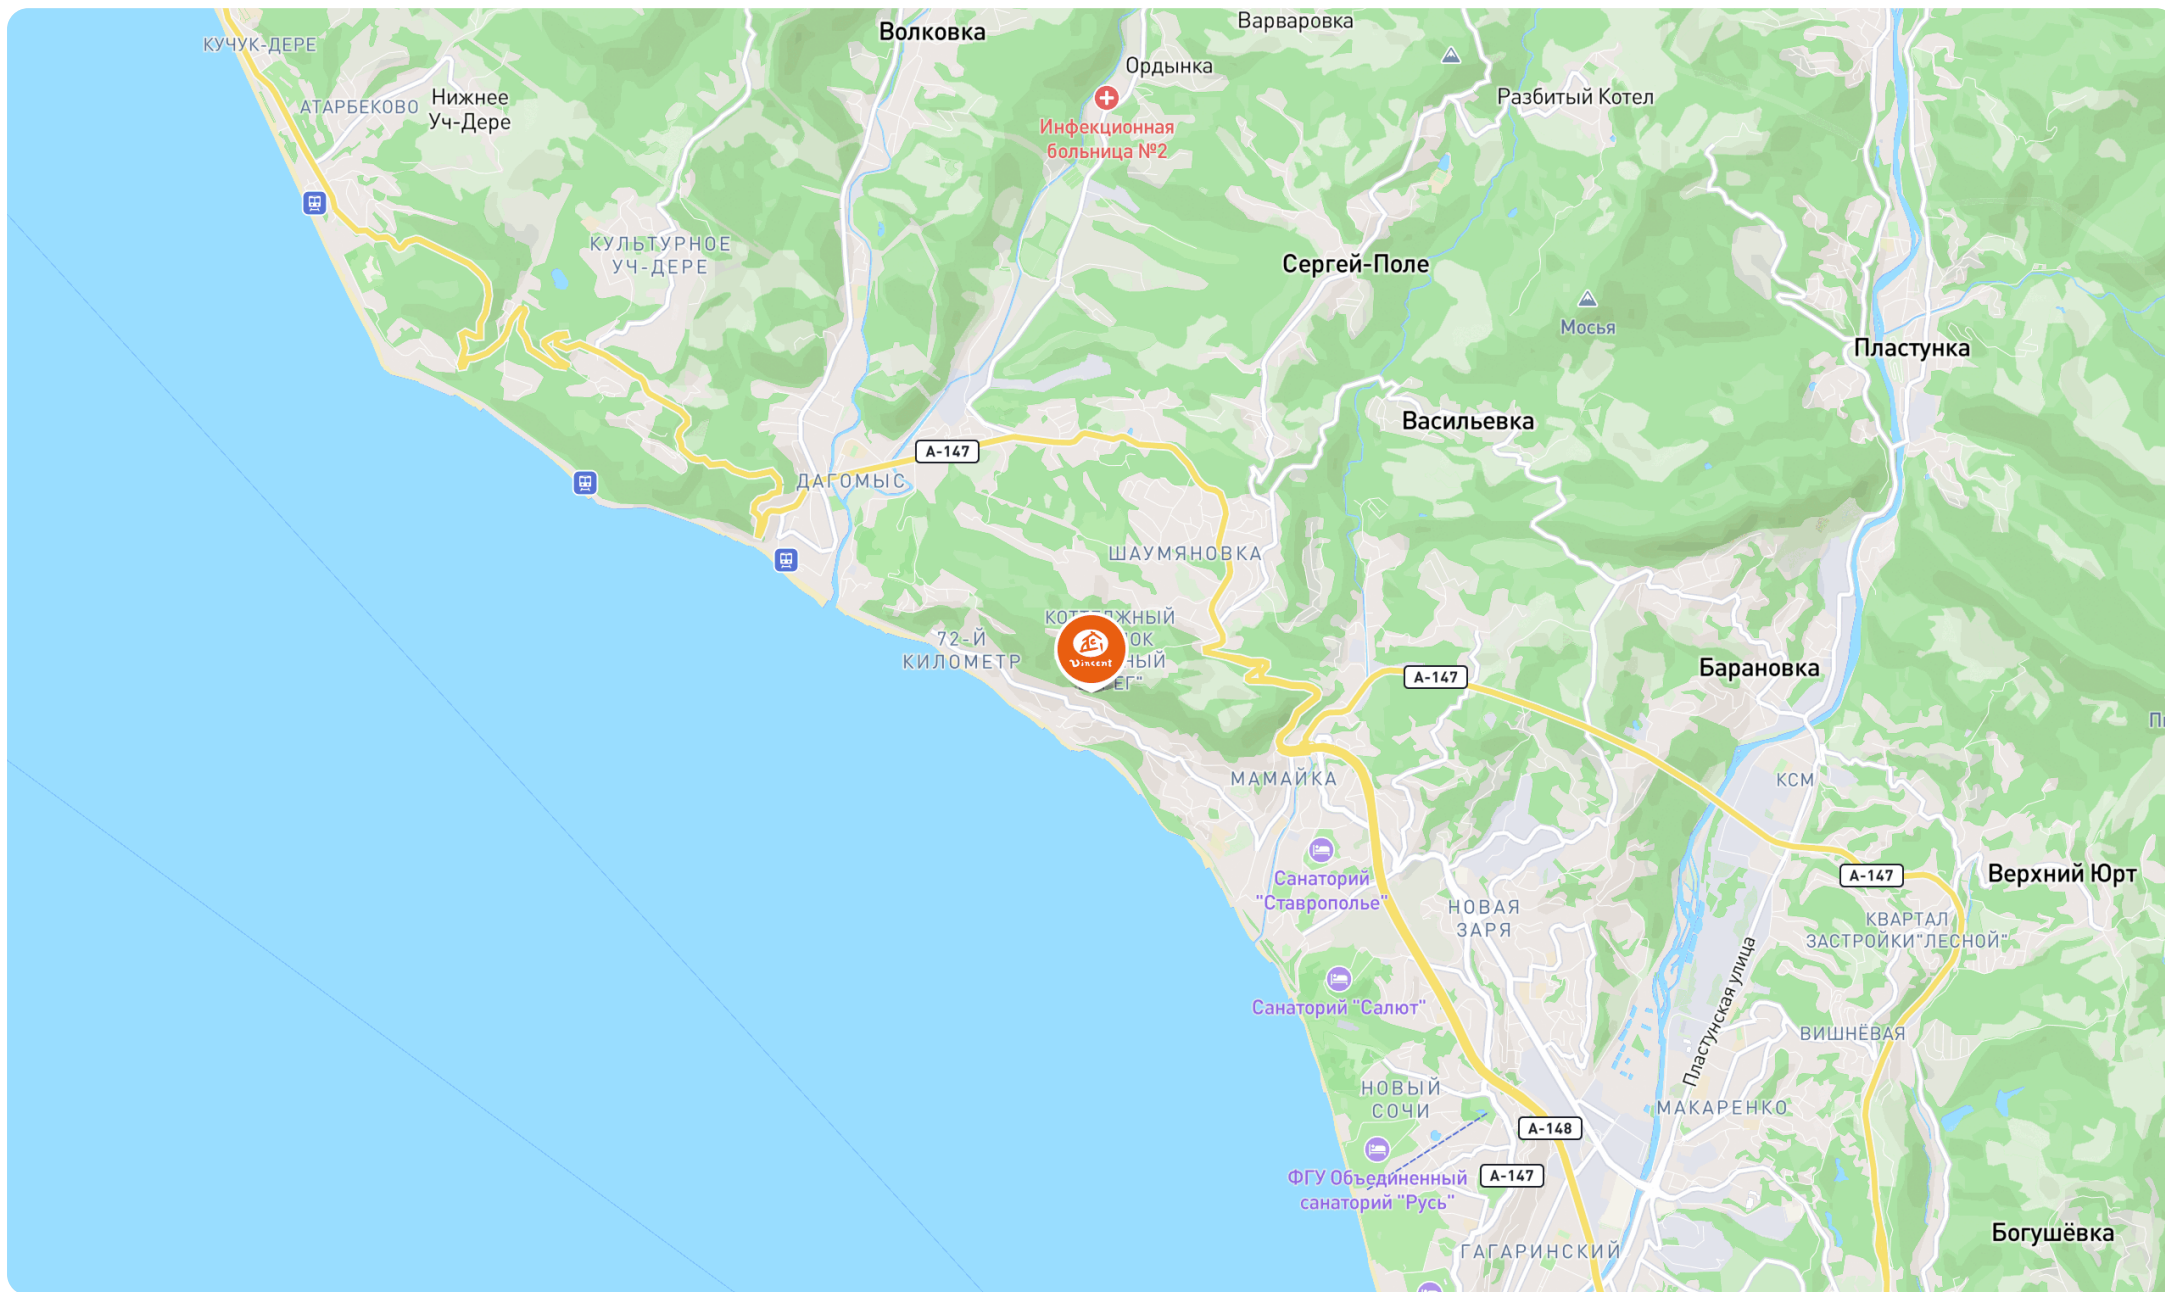 Варваровка
Волковка
КУЧУК-ДЕРЕ
Ордынка
АТАРБЕКОВО
Нижнее
Уч-Дере
Разбитый Котел
Инфекционная
больница №2
КУЛЬТУРНОЕ
УЧ-ДЕРЕ
Сергей-Поле
Мосья
Пластунка
Васильевка
А-147
ДАГОМЫС
ШАУМЯНОВКА
72-Й
КИЛОМЕТР
Vincent
А-147
Барановка
МАМАЙКА
КСМ
Санаторий
"Ставрополье"
А-147
Верхний Юрт
НОВАЯ
ЗАРЯ
КВАРТАЛ
ЗАСТРОЙКИ"ЛЕСНОЙ"
Санаторий "Салют"
Пластунская улица
ВИШНЁВАЯ
НОВЫЙ
СОЧИ
МАКАРЕНКО
А-148
А-147
ФГУ Объединенный
санаторий "Русь"
ГАГАРИНСКИЙ
Богушёвка